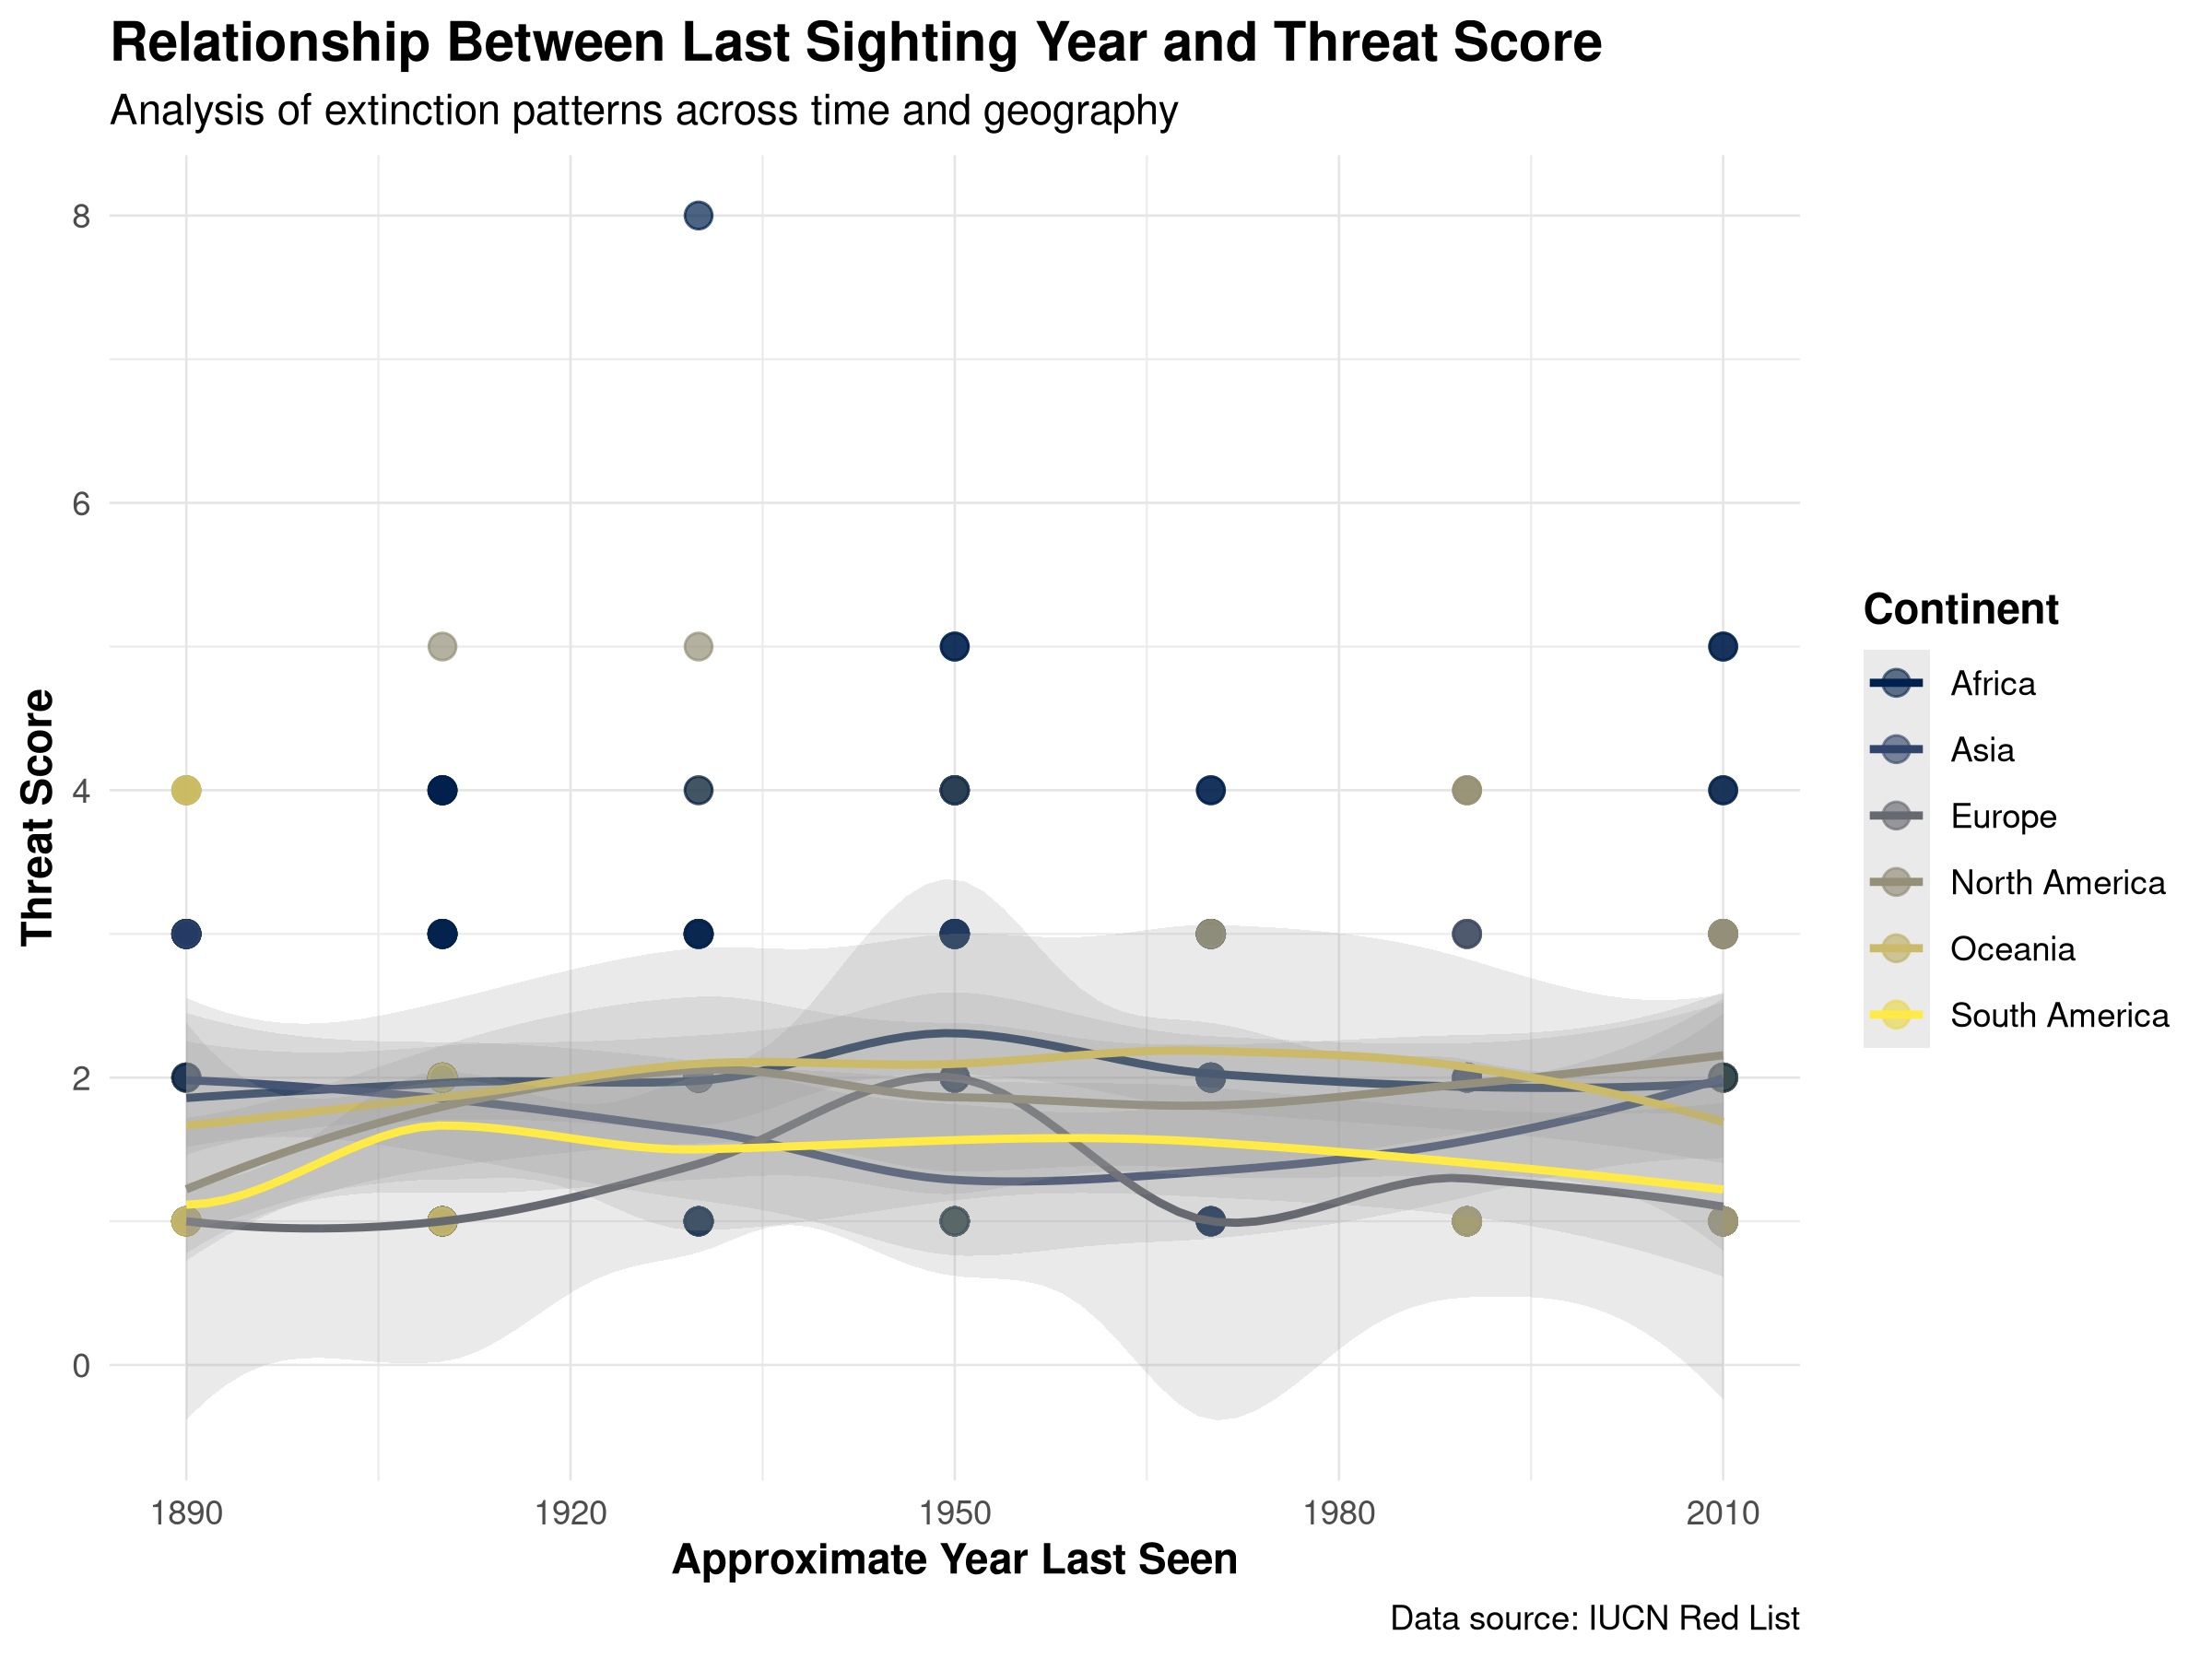 Relationship Between Last Sighting Year and Threat Score
Analysis of extinction patterns across time and geography
8
6
4
2
0
Threat Score
1890
1920
1950
1980
2010
Approximate Year Last Seen
Continent
Africa
Asia
Europe
North America
Oceania
South America
Data source: IUCN Red List